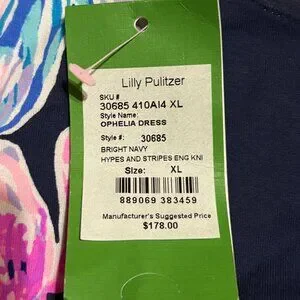 Lilly Pulitzer
SKU #
30685 410AI4 XL
Style Name:
OPHELIA DRESS
Style #: 30685
BRIGHT NAVY
HYPES AND STRIPES ENG KNI
Size: XL
889069 383459
Manufacturer's Suggested Price
$178.00